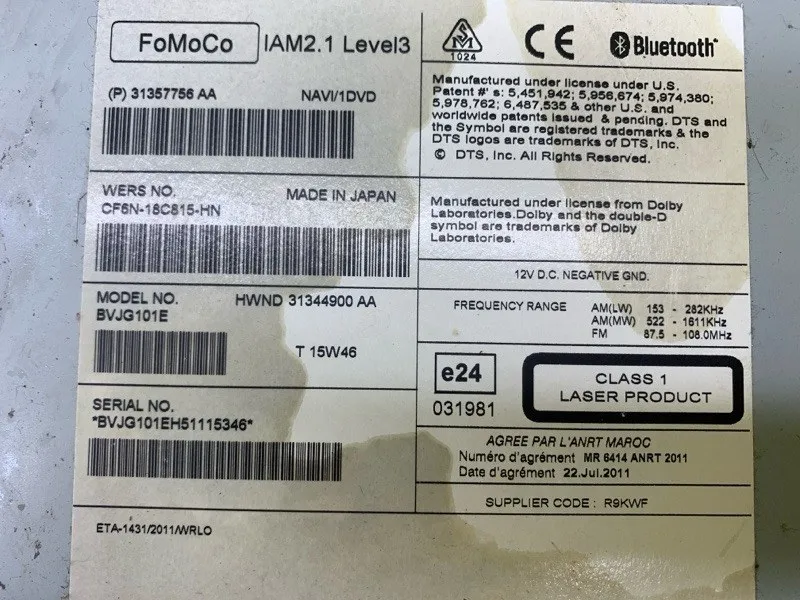 FoMoCo IAM2.1 Level3
(P) 31357756 AA NAVI/1DVD
WERS NO. MADE IN JAPAN
CF6N-18C815-HN
MODEL NO. HWND 31344900 AA
BVJG101E
T 15W46
SERIAL NO.
*BVJG101EH51115346*
ETA-1431/2011/WRLO
SM
1024
CE
Bluetooth®
Manufactured under license under U.S.
Patent #' s: 5,451,942; 5,956,674; 5,974,380;
5,978,762; 6,487,535 & other U.S. and
worldwide patents issued & pending. DTS and
the Symbol are registered trademarks & the
DTS logos are trademarks of DTS, Inc.
© DTS, Inc. All Rights Reserved.
Manufactured under license from Dolby
Laboratories.Dolby and the double-D
symbol are trademarks of Dolby
Laboratories.
12V D.C. NEGATIVE GND.
FREQUENCY RANGE AM(LW) 153 - 282KHz
AM(MW) 522 - 1611KHz
FM 87.5 - 108.0MHz
e24
031981
CLASS 1
LASER PRODUCT
AGREE PAR L'ANRT MAROC
Numéro d'agrément MR 6414 ANRT 2011
Date d'agrément 22.Jul.2011
SUPPLIER CODE : R9KWF